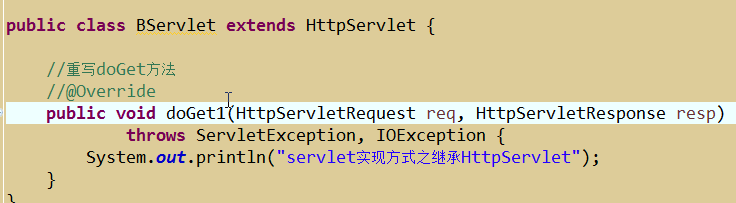 public class BServlet extends HttpServlet {
//重写doGet方法
//@Override
public void doGet1(HttpServletRequest req, HttpServletResponse resp)
throws ServletException, IOException {
System.out.println("servlet实现方式之继承HttpServlet");
}
}